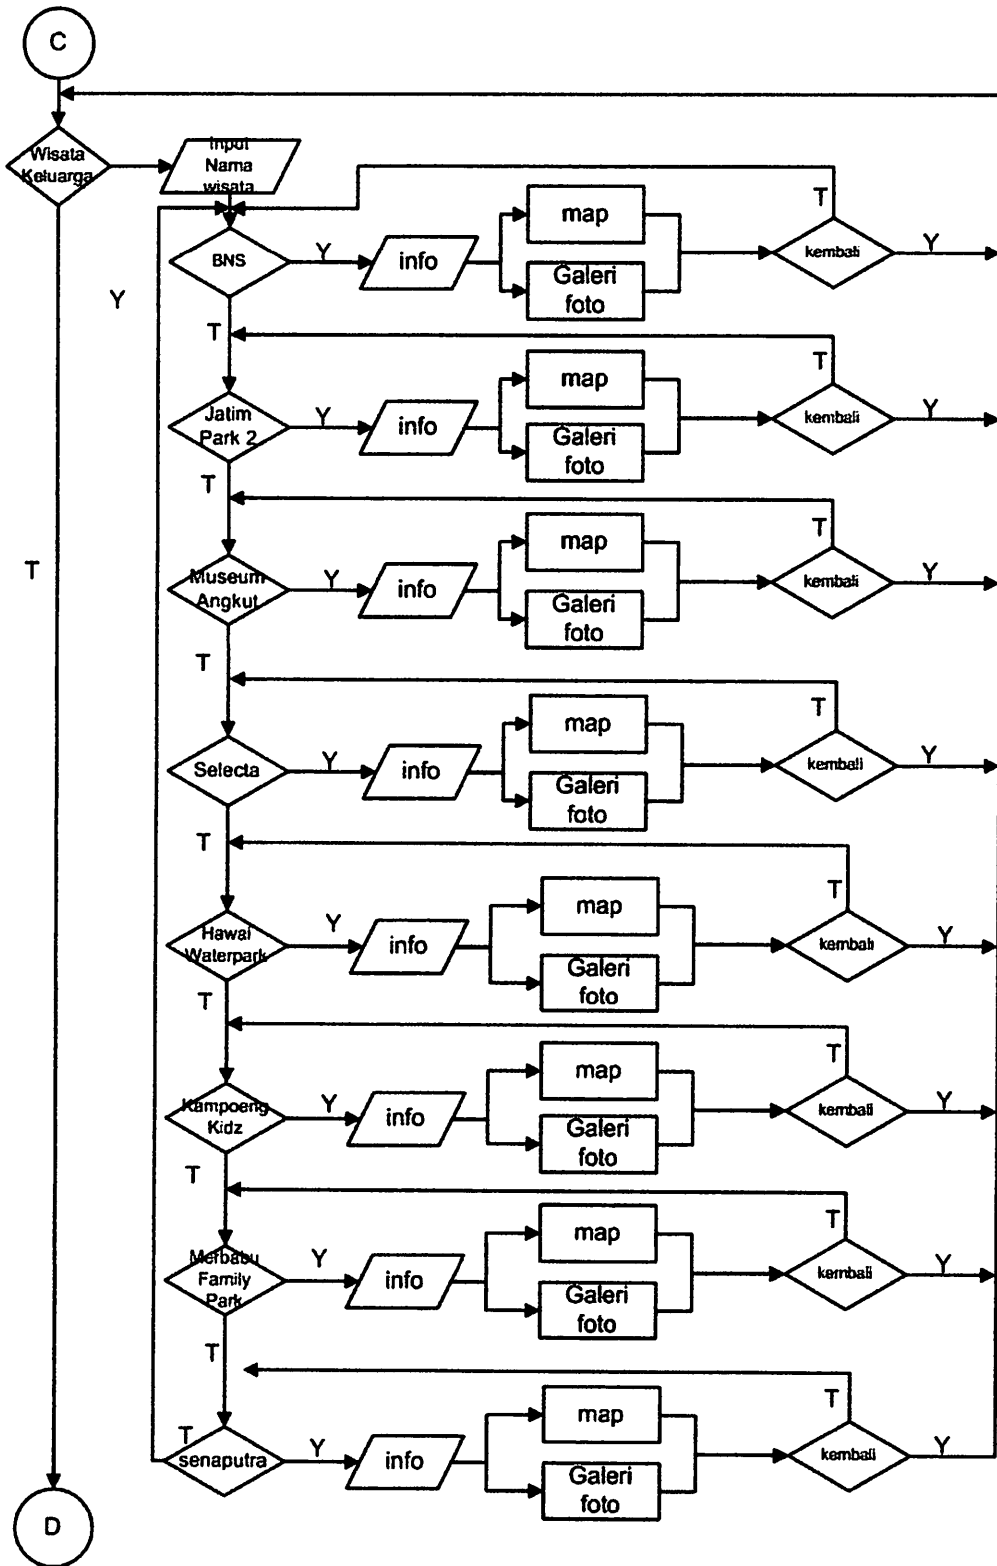 C
Wisata
Keluarga
Input
Nama
wisata
Y
T
BNS
Y
info
map
Galeri
foto
kembali
T
Y
T
Jatim
Park 2
Y
info
map
Galeri
foto
kembali
T
Y
T
Museum
Angkut
Y
info
map
Galeri
foto
kembali
T
Y
T
Selecta
Y
info
map
Galeri
foto
kembali
T
Y
T
Hawai
Waterpark
Y
info
map
Galeri
foto
kembali
T
Y
T
Kampoeng
Kidz
Y
info
map
Galeri
foto
kembali
T
Y
T
Merbabu
Family
Park
Y
info
map
Galeri
foto
kembali
T
Y
T
senaputra
T
Y
info
map
Galeri
foto
kembali
T
Y
D